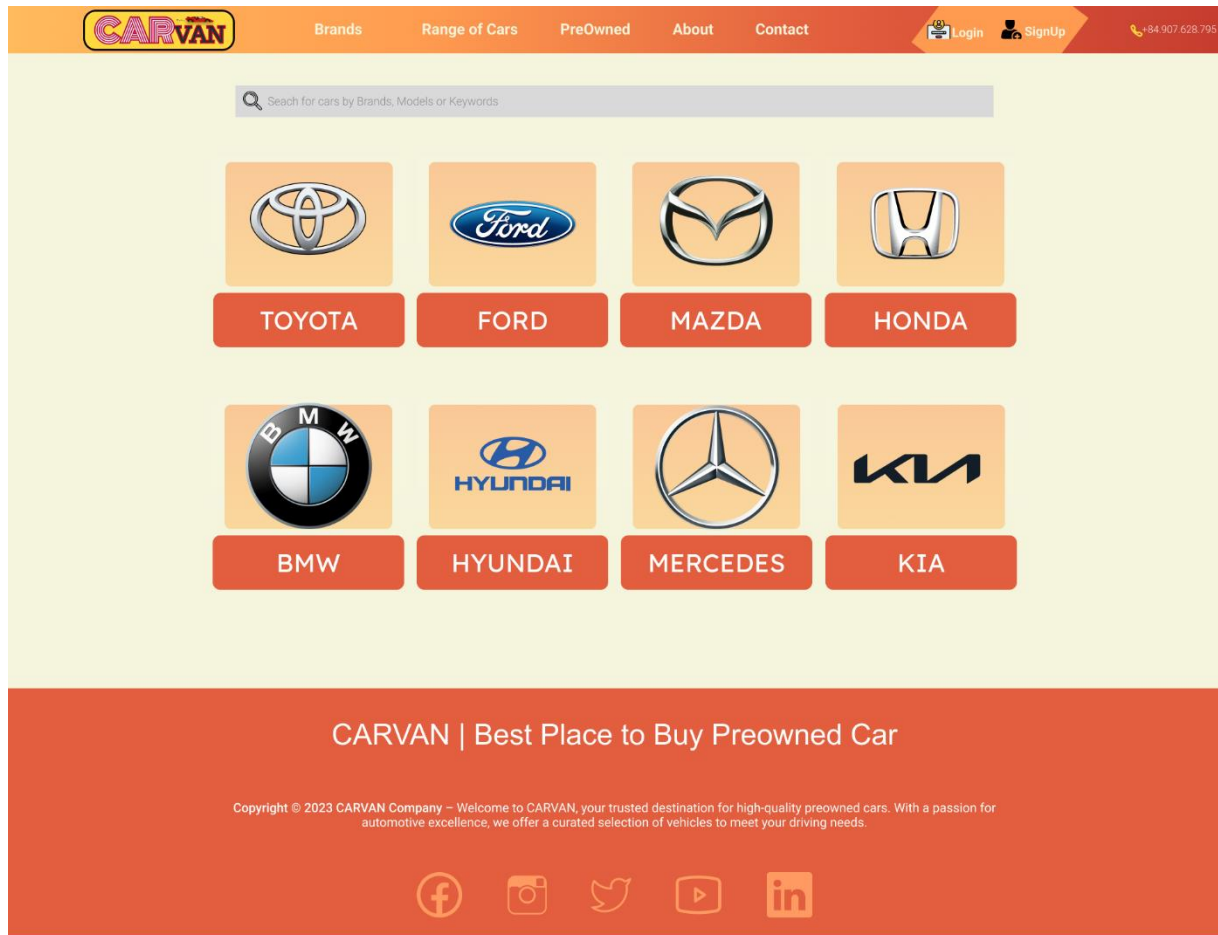 CARVAN
Brands Range of Cars PreOwned About Contact Login SignUp +84.907.628.795
Seach for cars by Brands, Models or Keywords
Ford
TOYOTA FORD MAZDA HONDA
BMW
HYUNDAI
KIA
BMW HYUNDAI MERCEDES KIA
CARVAN | Best Place to Buy Preowned Car
Copyright © 2023 CARVAN Company – Welcome to CARVAN, your trusted destination for high-quality preowned cars. With a passion for
automotive excellence, we offer a curated selection of vehicles to meet your driving needs.
in